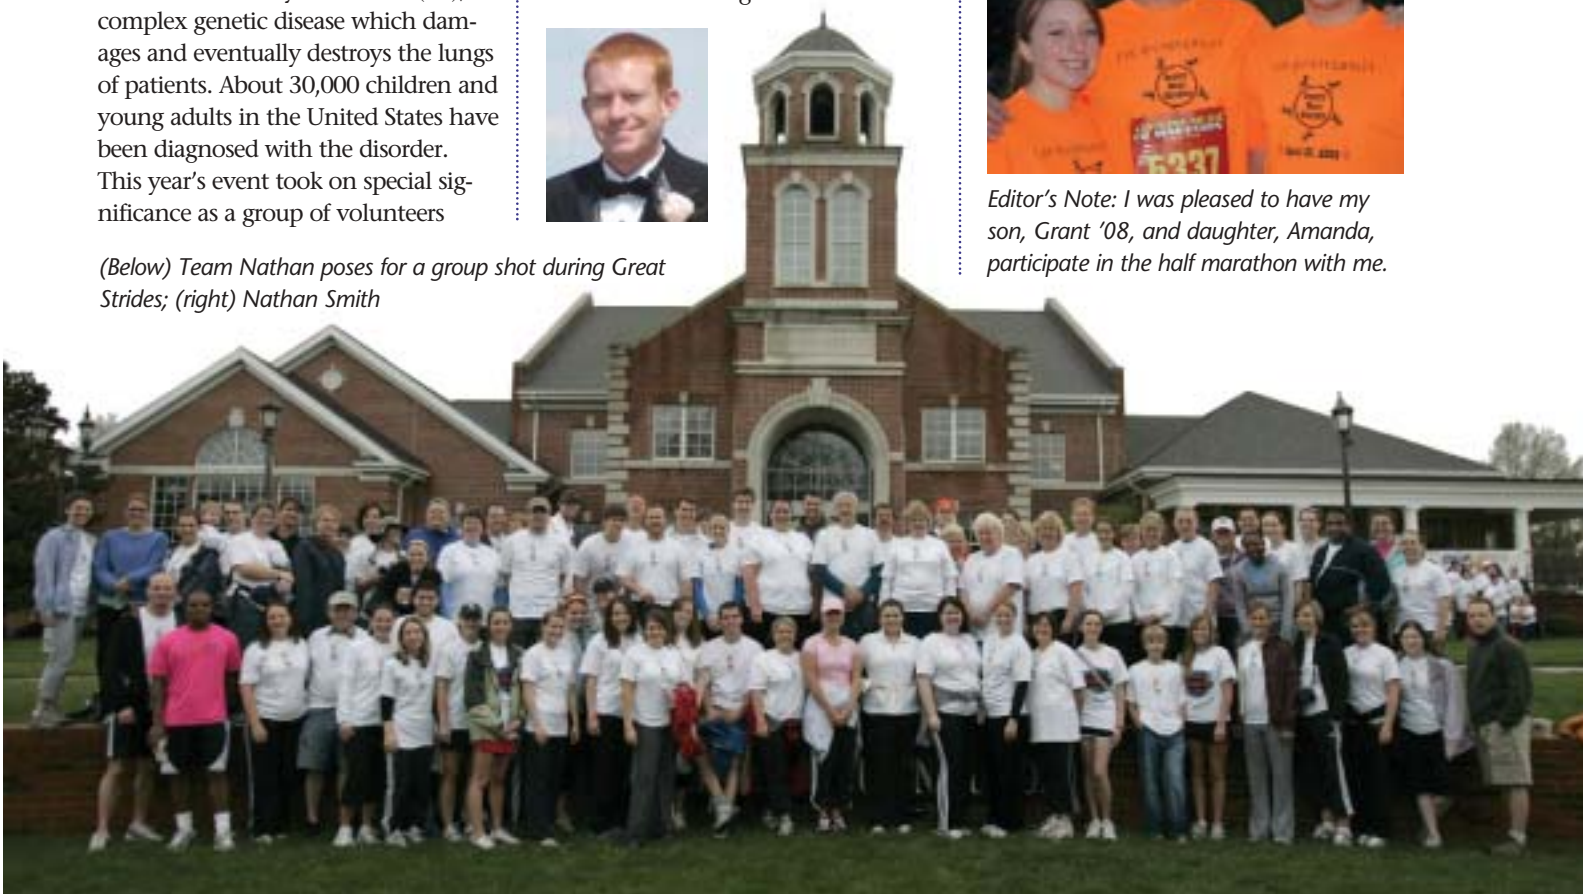 complex genetic disease which dam-
ages and eventually destroys the lungs
of patients. About 30,000 children and
young adults in the United States have
been diagnosed with the disorder.
This year's event took on special sig-
nificance as a group of volunteers
(Below) Team Nathan poses for a group shot during Great
Strides; (right) Nathan Smith
6337
Editor's Note: I was pleased to have my
son, Grant '08, and daughter, Amanda,
participate in the half marathon with me.